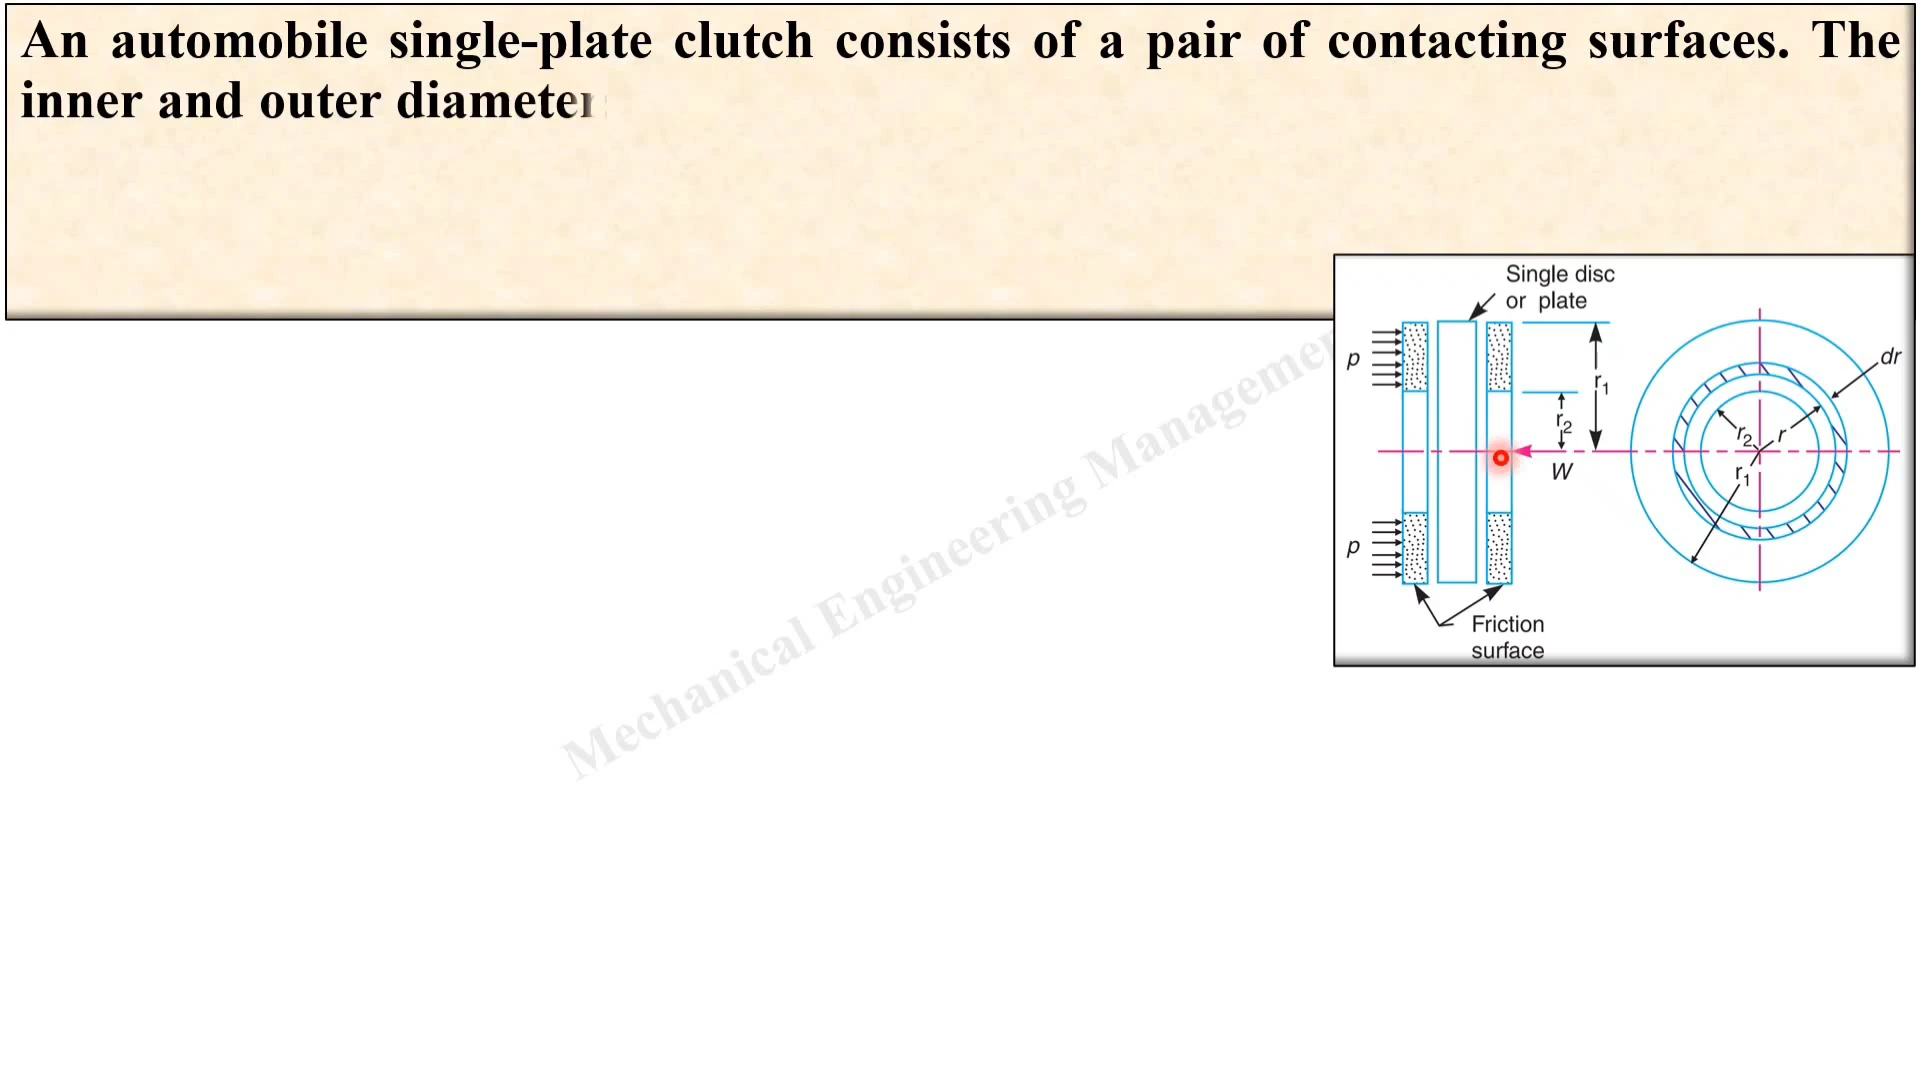 An automobile single-plate clutch consists of a pair of contacting surfaces. The
inner and outer diameter
Single disc
or plate
p
r1
dr
r2
r2
r
W
r1
p
Friction
surface
Mechanical Engineering Management